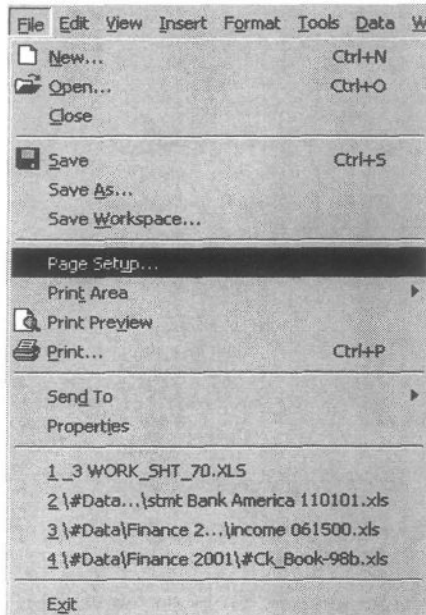 File Edit View Insert Format Tools Data W
New... Ctrl+N
Open... Ctrl+O
Close
Save Ctrl+S
Save As...
Save Workspace...
Page Setup...
Print Area
Print Preview
Print... Ctrl+P
Send To
Properties
1 _3 WORK_SHT_70.XLS
2 \#Data...\stmt Bank America 110101.xls
3 \#Data\Finance 2...\income 061500.xls
4 \#Data\Finance 2001\#Ck_Book-98b.xls
Exit